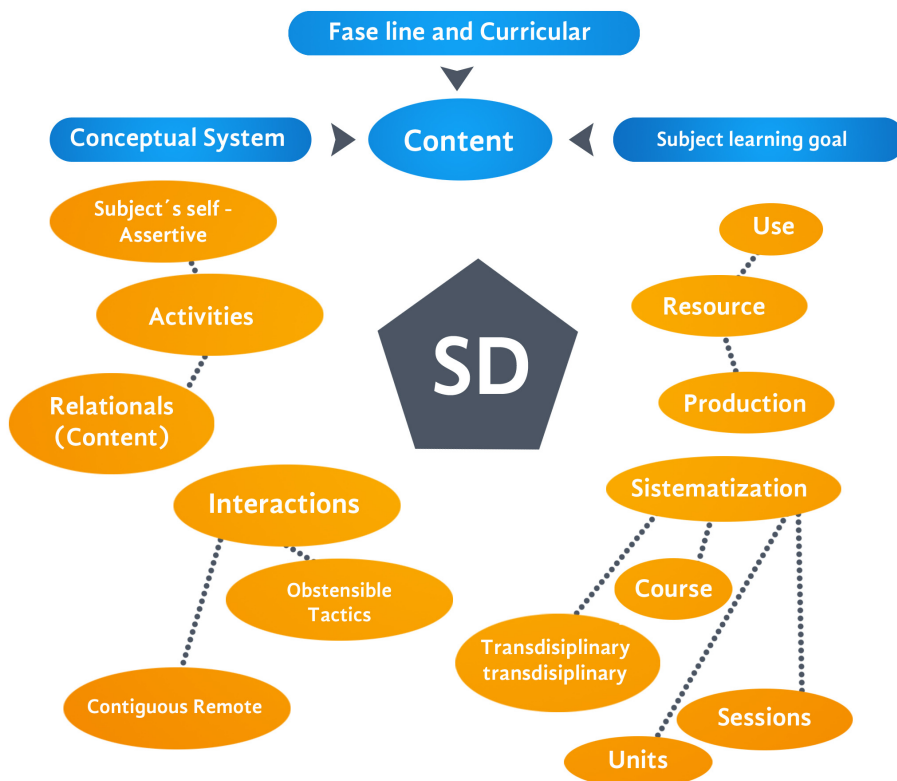 Fase line and Curricular
Conceptual System
Content
Subject learning goal
Subject´s self -
Assertive
Activities
Relationals
(Content)
SD
Use
Resource
Production
Interactions
Obstensible
Tactics
Contiguous Remote
Sistematization
Course
Transdisiplinary
transdisiplinary
Sessions
Units